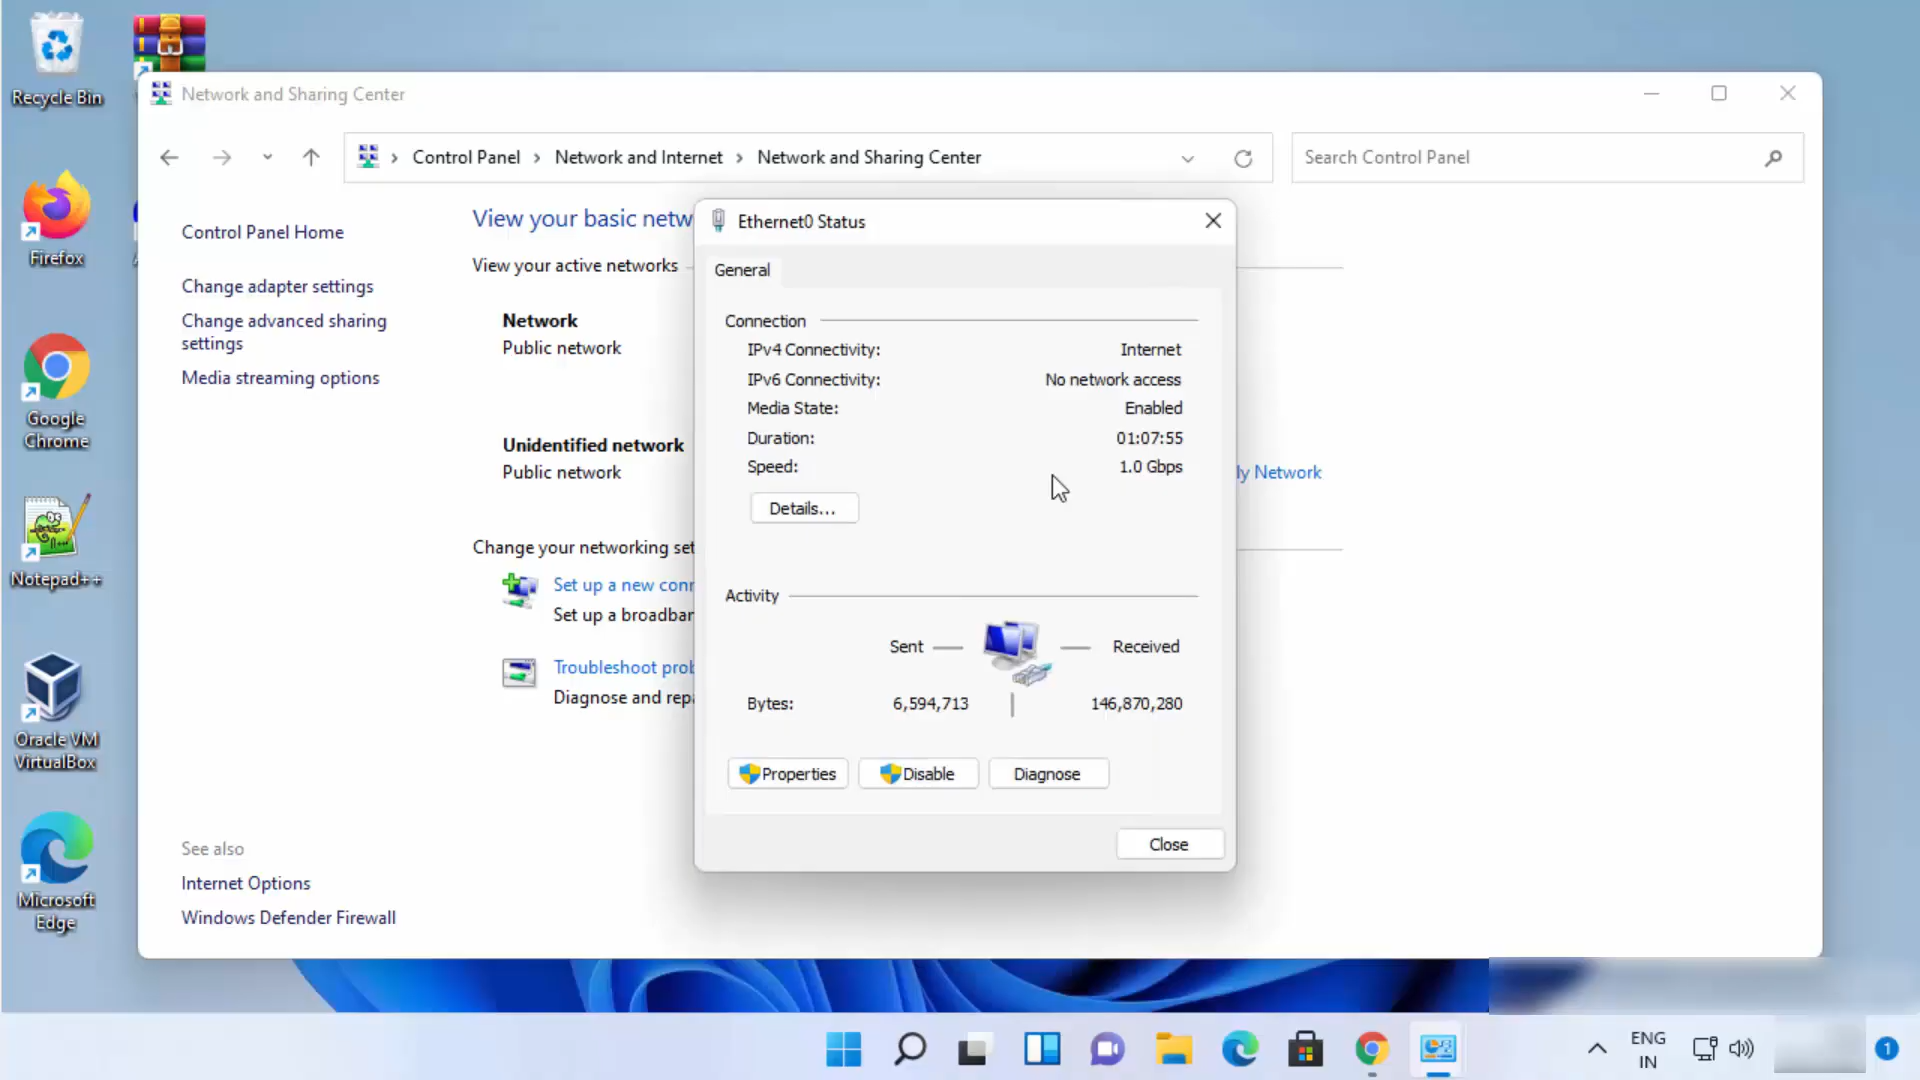 Recycle Bin
Firefox
Google
Chrome
Notepad++
Oracle VM
VirtualBox
Microsoft
Edge
Network and Sharing Center
Control Panel > Network and Internet > Network and Sharing Center
Search Control Panel
Control Panel Home
Change adapter settings
Change advanced sharing
settings
Media streaming options
See also
Internet Options
Windows Defender Firewall
View your basic netw
View your active networks
Network
Public network
Unidentified network
Public network
Network
Change your networking set
Set up a new conn
Set up a broadban
Troubleshoot prob
Diagnose and repa
Ethernet0 Status
General
Connection
IPv4 Connectivity: Internet
IPv6 Connectivity: No network access
Media State: Enabled
Duration: 01:07:55
Speed: 1.0 Gbps
Details...
Activity
Sent — — Received
Bytes: 6,594,713 146,870,280
Properties Disable Diagnose
Close
ENG
IN
1